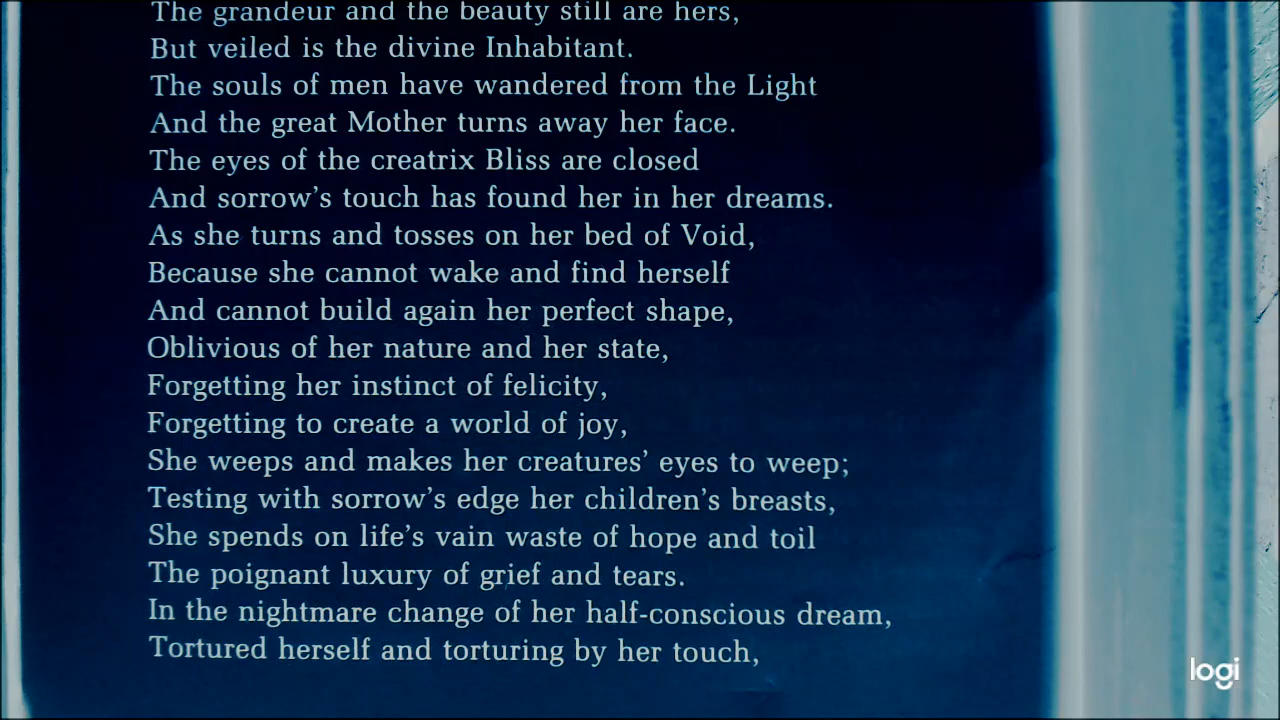 The grandeur and the beauty still are hers,
But veiled is the divine Inhabitant.
The souls of men have wandered from the Light
And the great Mother turns away her face.
The eyes of the creatrix Bliss are closed
And sorrow’s touch has found her in her dreams.
As she turns and tosses on her bed of Void,
Because she cannot wake and find herself
And cannot build again her perfect shape,
Oblivious of her nature and her state,
Forgetting her instinct of felicity,
Forgetting to create a world of joy,
She weeps and makes her creatures’ eyes to weep;
Testing with sorrow’s edge her children’s breasts,
She spends on life’s vain waste of hope and toil
The poignant luxury of grief and tears.
In the nightmare change of her half-conscious dream,
Tortured herself and torturing by her touch,
logi